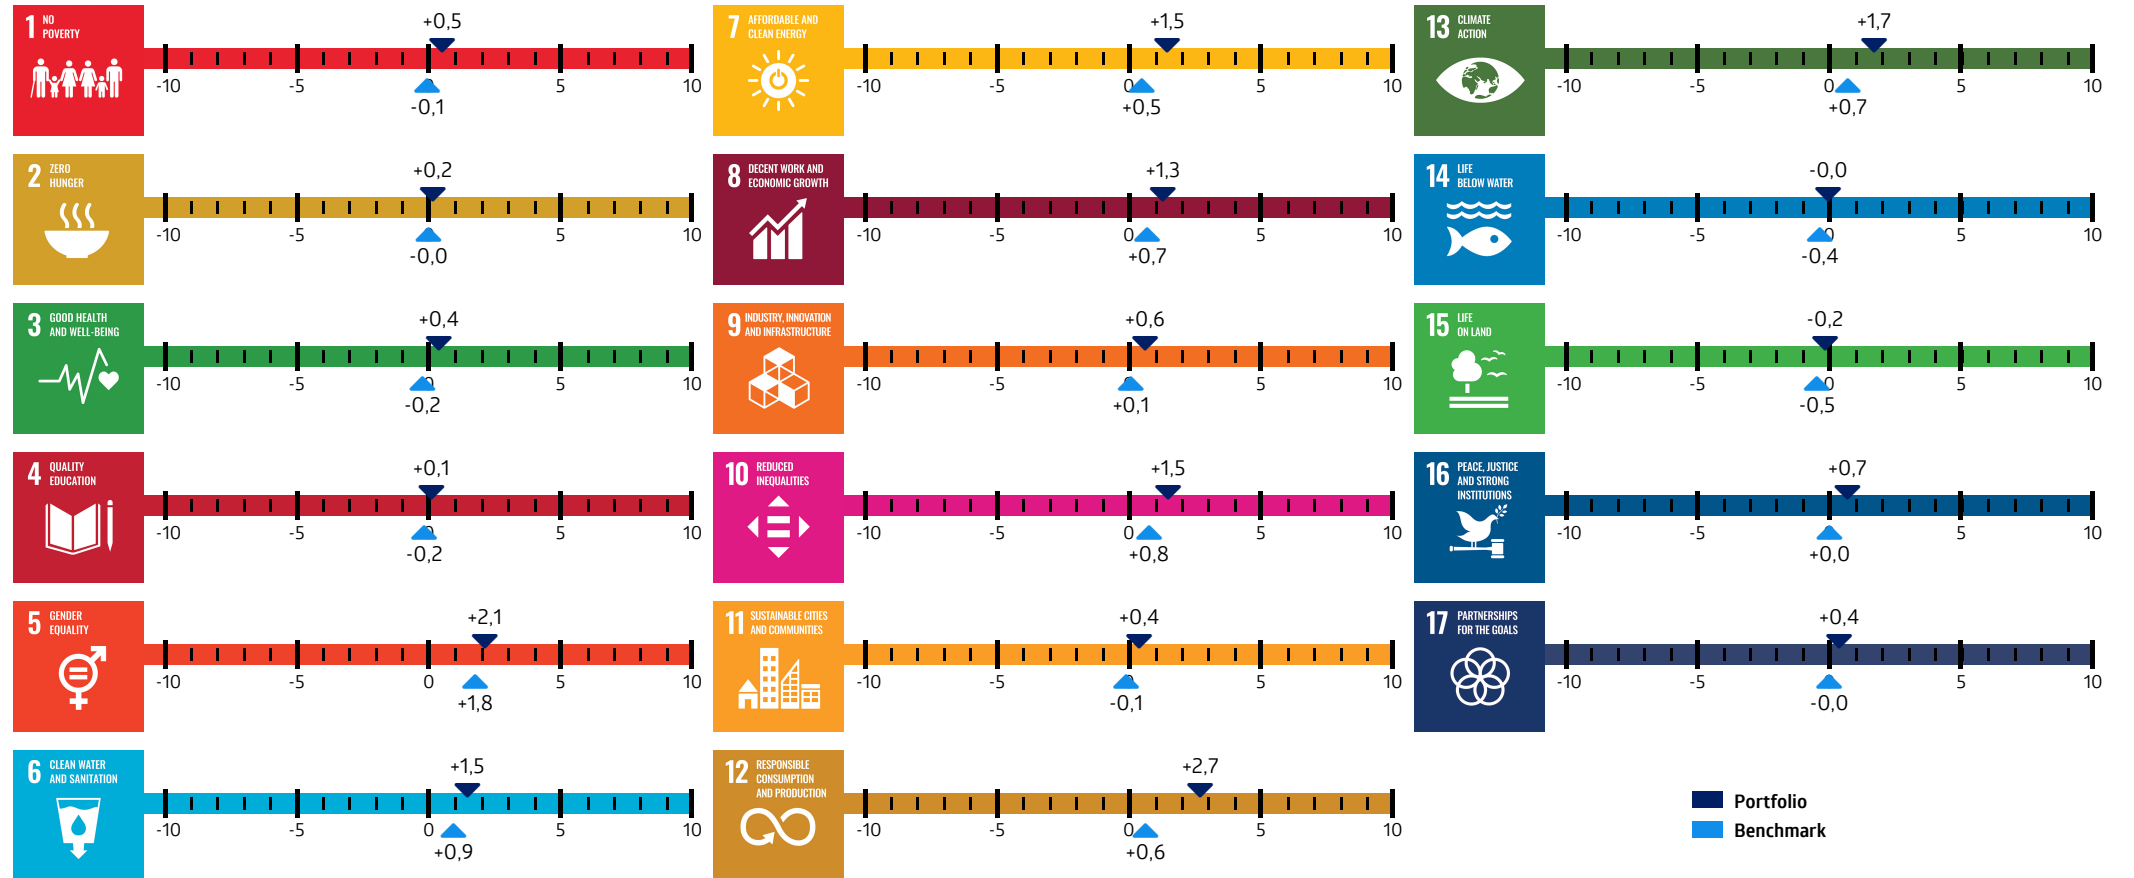 1 NO
POVERTY
+0,5
-10 -5 0 5 10
-0,1
2 ZERO
HUNGER
+0,2
-10 -5 0 5 10
-0,0
3 GOOD HEALTH
AND WELL-BEING
+0,4
-10 -5 0 5 10
-0,2
4 QUALITY
EDUCATION
+0,1
-10 -5 0 5 10
-0,2
5 GENDER
EQUALITY
+2,1
-10 -5 0 5 10
+1,8
6 CLEAN WATER
AND SANITATION
+1,5
-10 -5 0 5 10
+0,9
7 AFFORDABLE AND
CLEAN ENERGY
+1,5
-10 -5 0 5 10
+0,5
8 DECENT WORK AND
ECONOMIC GROWTH
+1,3
-10 -5 0 5 10
+0,7
9 INDUSTRY, INNOVATION
AND INFRASTRUCTURE
+0,6
-10 -5 0 5 10
+0,1
10 REDUCED
INEQUALITIES
+1,5
-10 -5 0 5 10
+0,8
11 SUSTAINABLE CITIES
AND COMMUNITIES
+0,4
-10 -5 0 5 10
-0,1
12 RESPONSIBLE
CONSUMPTION
AND PRODUCTION
+2,7
-10 -5 0 5 10
+0,6
13 CLIMATE
ACTION
+1,7
-10 -5 0 5 10
+0,7
14 LIFE
BELOW WATER
-0,0
-10 -5 0 5 10
-0,4
15 LIFE
ON LAND
-0,2
-10 -5 0 5 10
-0,5
16 PEACE, JUSTICE
AND STRONG
INSTITUTIONS
+0,7
-10 -5 0 5 10
+0,0
17 PARTNERSHIPS
FOR THE GOALS
+0,4
-10 -5 0 5 10
-0,0
Portfolio
Benchmark